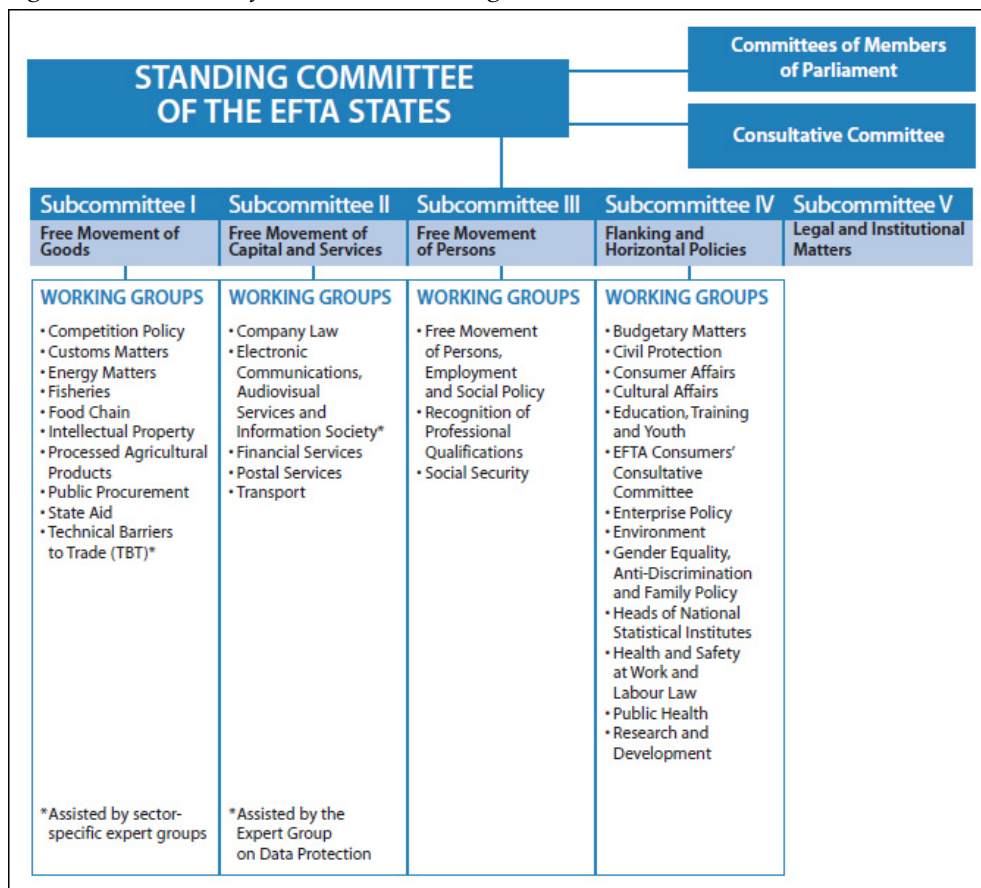 STANDING COMMITTEE
OF THE EFTA STATES
Committees of Members
of Parliament
Consultative Committee
Subcommittee I
Free Movement of
Goods
WORKING GROUPS
• Competition Policy
• Customs Matters
• Energy Matters
• Fisheries
• Food Chain
• Intellectual Property
• Processed Agricultural
Products
• Public Procurement
• State Aid
• Technical Barriers
to Trade (TBT)*
*Assisted by sector-
specific expert groups
Subcommittee II
Free Movement of
Capital and Services
WORKING GROUPS
• Company Law
• Electronic
Communications,
Audiovisual
Services and
Information Society*
• Financial Services
• Postal Services
• Transport
*Assisted by the
Expert Group
on Data Protection
Subcommittee III
Free Movement
of Persons
WORKING GROUPS
• Free Movement
of Persons,
Employment
and Social Policy
• Recognition of
Professional
Qualifications
• Social Security
Subcommittee IV
Flanking and
Horizontal Policies
WORKING GROUPS
• Budgetary Matters
• Civil Protection
• Consumer Affairs
• Cultural Affairs
• Education, Training
and Youth
• EFTA Consumers'
Consultative
Committee
• Enterprise Policy
• Environment
• Gender Equality,
Anti-Discrimination
and Family Policy
• Heads of National
Statistical Institutes
• Health and Safety
at Work and
Labour Law
• Public Health
• Research and
Development
Subcommittee V
Legal and Institutional
Matters